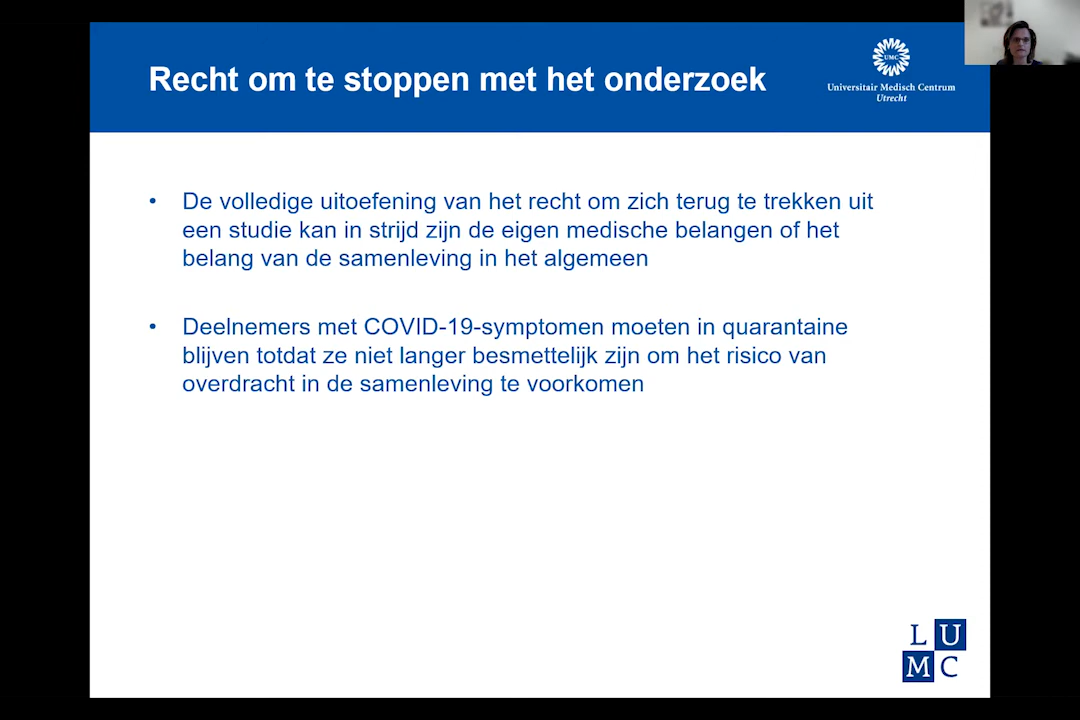 Recht om te stoppen met het onderzoek
UMC
Universitair Medisch Centrum
Utrecht
• De volledige uitoefening van het recht om zich terug te trekken uit
een studie kan in strijd zijn de eigen medische belangen of het
belang van de samenleving in het algemeen
• Deelnemers met COVID-19-symptomen moeten in quarantaine
blijven totdat ze niet langer besmettelijk zijn om het risico van
overdracht in de samenleving te voorkomen
L U
M C